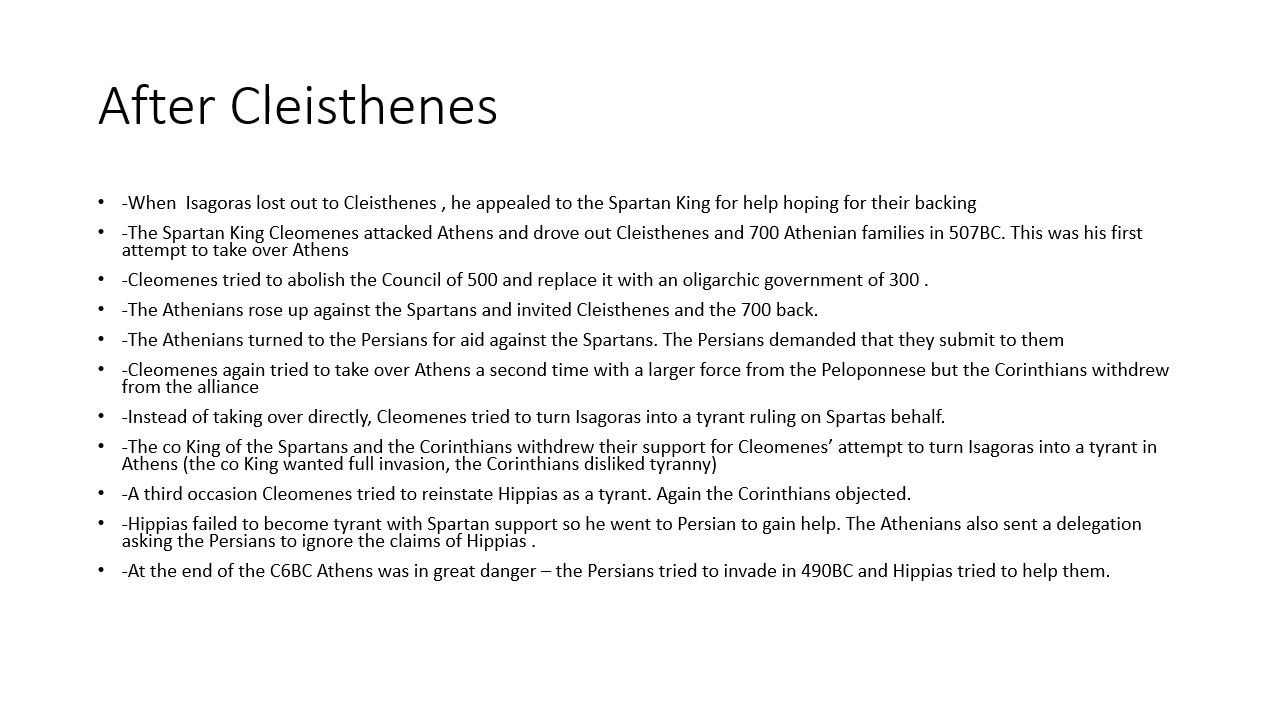 After Cleisthenes
• -When  Isagoras lost out to Cleisthenes , he appealed to the Spartan King for help hoping for their backing
• -The Spartan King Cleomenes attacked Athens and drove out Cleisthenes and 700 Athenian families in 507BC. This was his first
attempt to take over Athens
• -Cleomenes tried to abolish the Council of 500 and replace it with an oligarchic government of 300 .
• -The Athenians rose up against the Spartans and invited Cleisthenes and the 700 back.
• -The Athenians turned to the Persians for aid against the Spartans. The Persians demanded that they submit to them
• -Cleomenes again tried to take over Athens a second time with a larger force from the Peloponnese but the Corinthians withdrew
from the alliance
• -Instead of taking over directly, Cleomenes tried to turn Isagoras into a tyrant ruling on Spartas behalf.
• -The co King of the Spartans and the Corinthians withdrew their support for Cleomenes’ attempt to turn Isagoras into a tyrant in
Athens (the co King wanted full invasion, the Corinthians disliked tyranny)
• -A third occasion Cleomenes tried to reinstate Hippias as a tyrant. Again the Corinthians objected.
• -Hippias failed to become tyrant with Spartan support so he went to Persian to gain help. The Athenians also sent a delegation
asking the Persians to ignore the claims of Hippias .
• -At the end of the C6BC Athens was in great danger – the Persians tried to invade in 490BC and Hippias tried to help them.